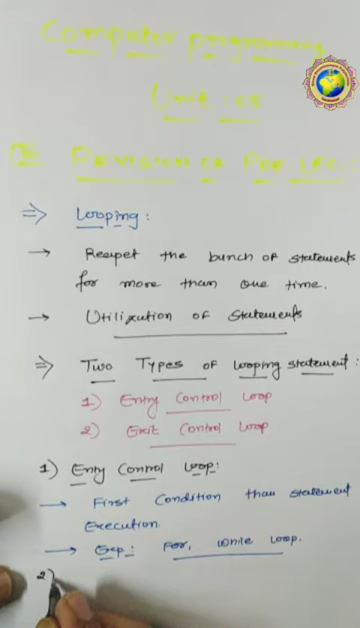 Computer programming
Unit : 05
REVISION OF PRE. LEC :
⇒ Looping :
→ Reapet the bunch of statements
for more than one time.
→ Utilization of statements
⇒ Two Types of looping statement :
1) Entry Control loop
2) Exit Control loop
1) Entry Control loop :
→ First Condition than statement
Execution
→ Exp : For, while loop.
2)